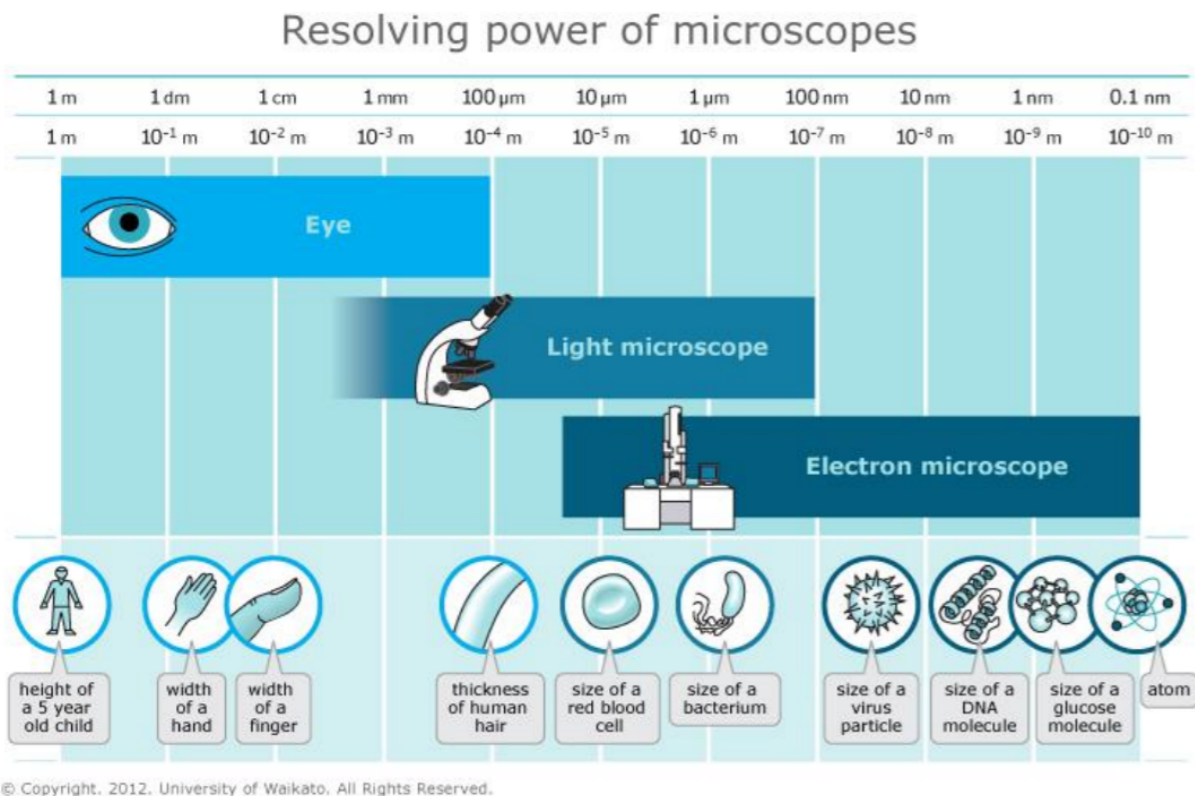 Resolving power of microscopes
1 m 1 dm 1 cm 1 mm 100 µm 10 µm 1 µm 100 nm 10 nm 1 nm 0.1 nm
1 m 10⁻¹ m 10⁻² m 10⁻³ m 10⁻⁴ m 10⁻⁵ m 10⁻⁶ m 10⁻⁷ m 10⁻⁸ m 10⁻⁹ m 10⁻¹⁰ m
Eye
Light microscope
Electron microscope
height of
a 5 year
old child
width
of a
hand
width
of a
finger
thickness
of human
hair
size of a
red blood
cell
size of a
bacterium
size of a
virus
particle
size of a
DNA
molecule
size of a
glucose
molecule
atom
© Copyright. 2012. University of Waikato. All Rights Reserved.